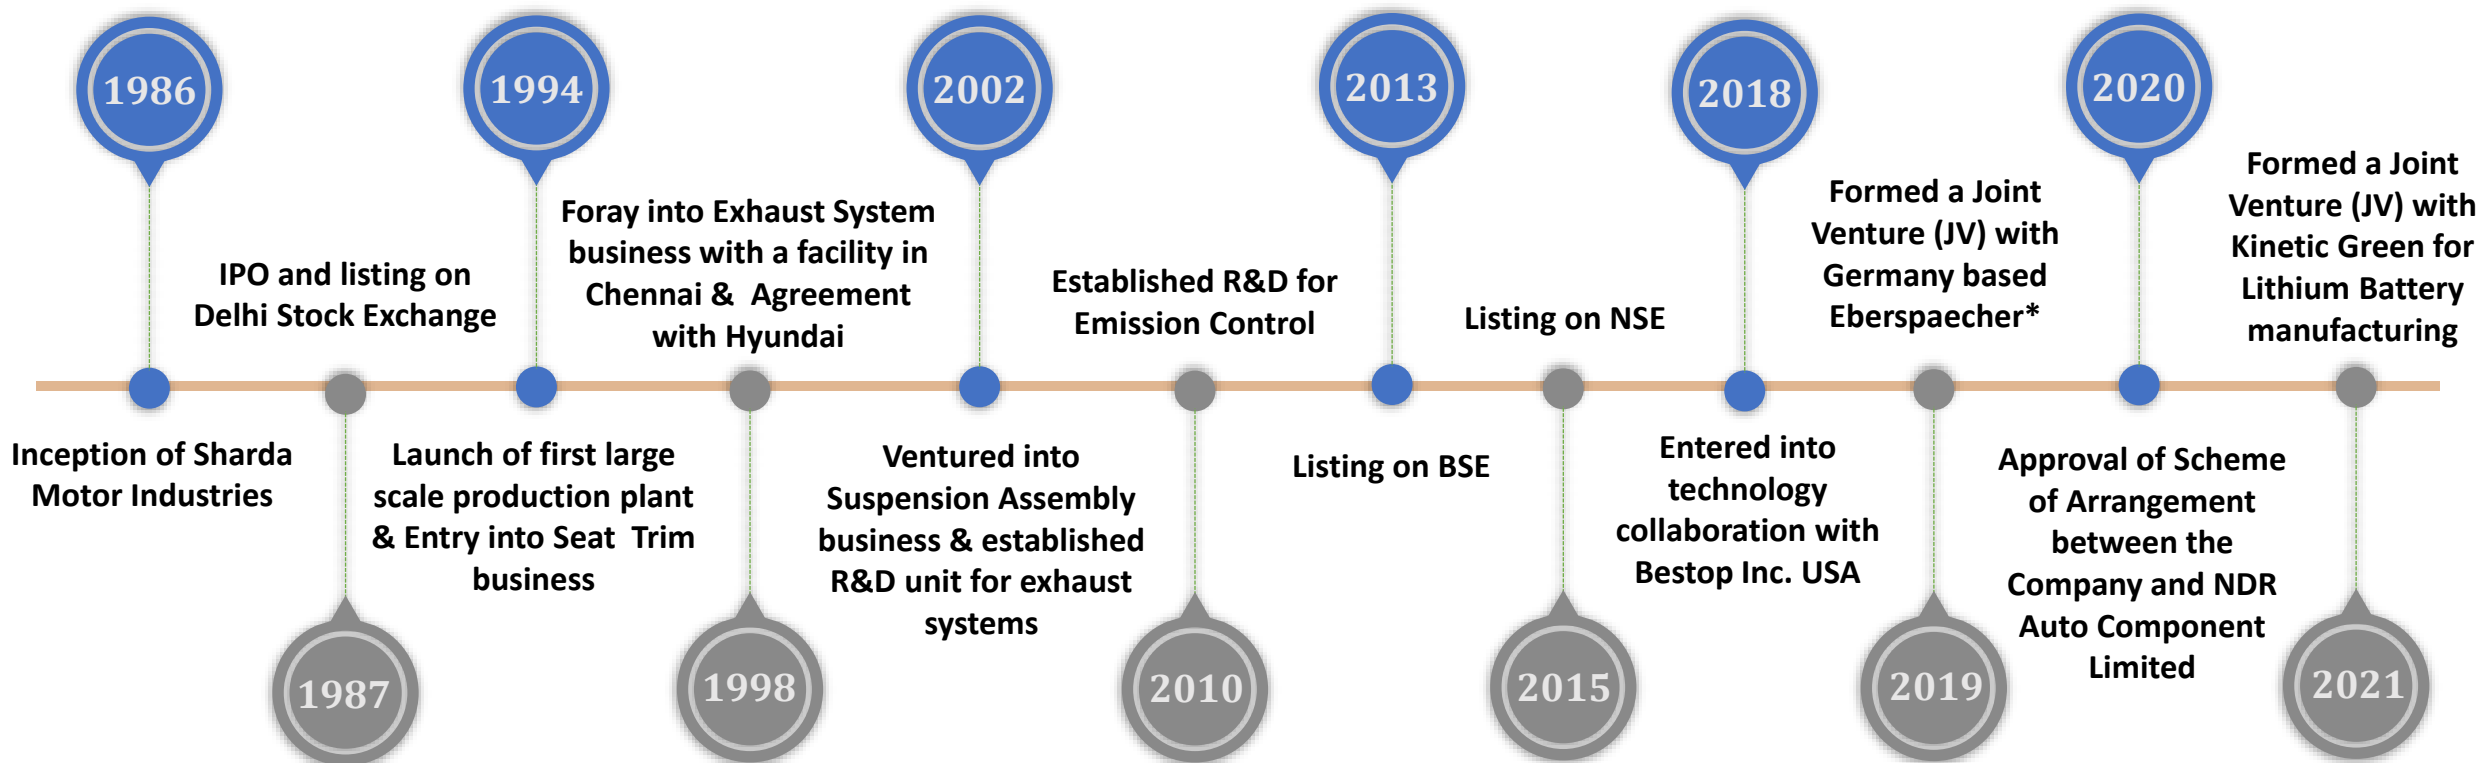 1986
Inception of Sharda
Motor Industries
IPO and listing on
Delhi Stock Exchange
1987
1994
Launch of first large
scale production plant
& Entry into Seat Trim
business
Foray into Exhaust System
business with a facility in
Chennai & Agreement
with Hyundai
1998
2002
Ventured into
Suspension Assembly
business & established
R&D unit for exhaust
systems
Established R&D for
Emission Control
2010
2013
Listing on BSE
Listing on NSE
2015
2018
Entered into
technology
collaboration with
Bestop Inc. USA
Formed a Joint
Venture (JV) with
Germany based
Eberspaecher*
2019
2020
Approval of Scheme
of Arrangement
between the
Company and NDR
Auto Component
Limited
Formed a Joint
Venture (JV) with
Kinetic Green for
Lithium Battery
manufacturing
2021